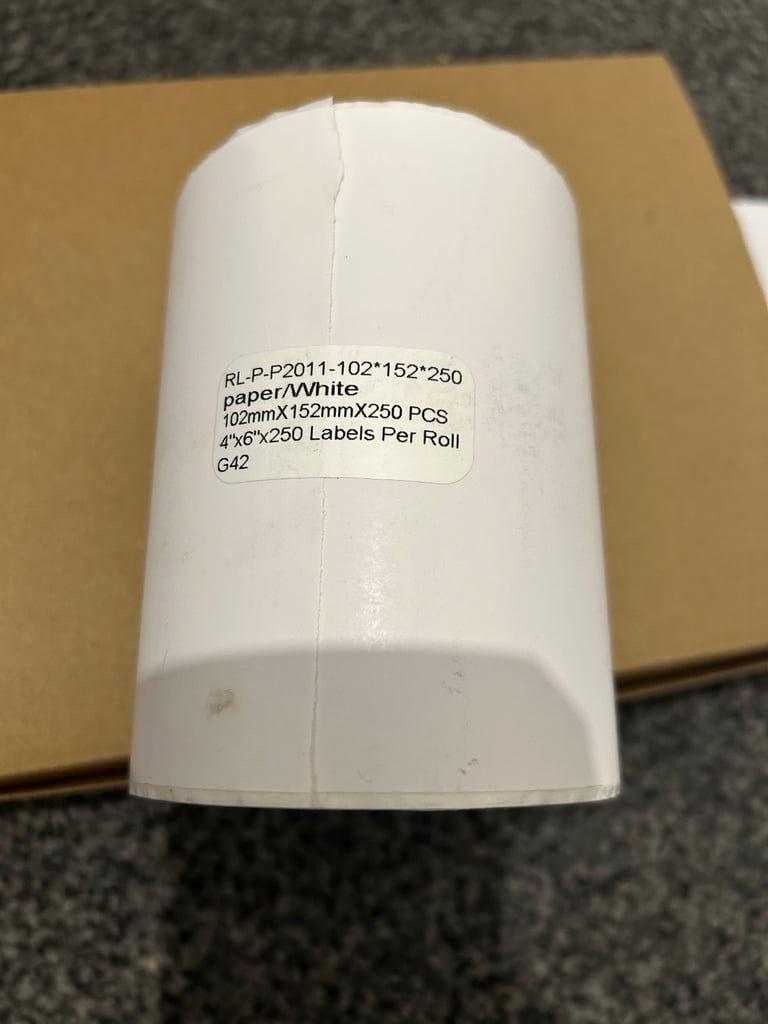 RL-P-P2011-102*152*250
paper/White
102mmX152mmX250 PCS
4"x6"x250 Labels Per Roll
G42